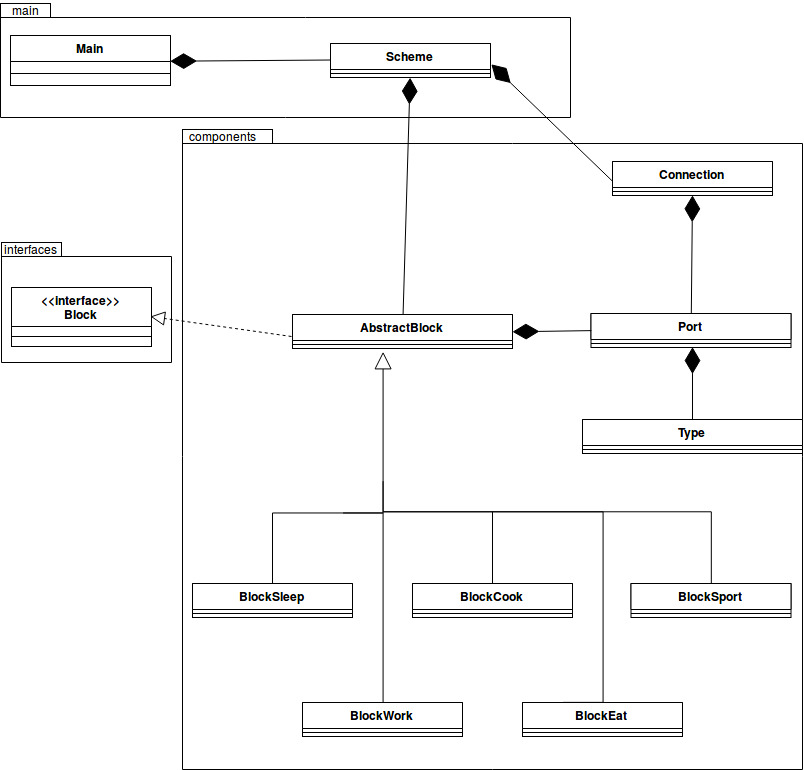 main
Main
Scheme
components
Connection
interfaces
<<Interface>>
Block
AbstractBlock
Port
Type
BlockSleep
BlockCook
BlockSport
BlockWork
BlockEat